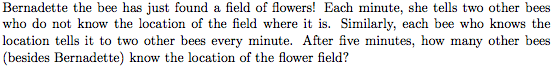 Bernadette the bee has just found a field of flowers! Each minute, she tells two other bees
who do not know the location of the field where it is. Similarly, each bee who knows the
location tells it to two other bees every minute. After five minutes, how many other bees
(besides Bernadette) know the location of the flower field?